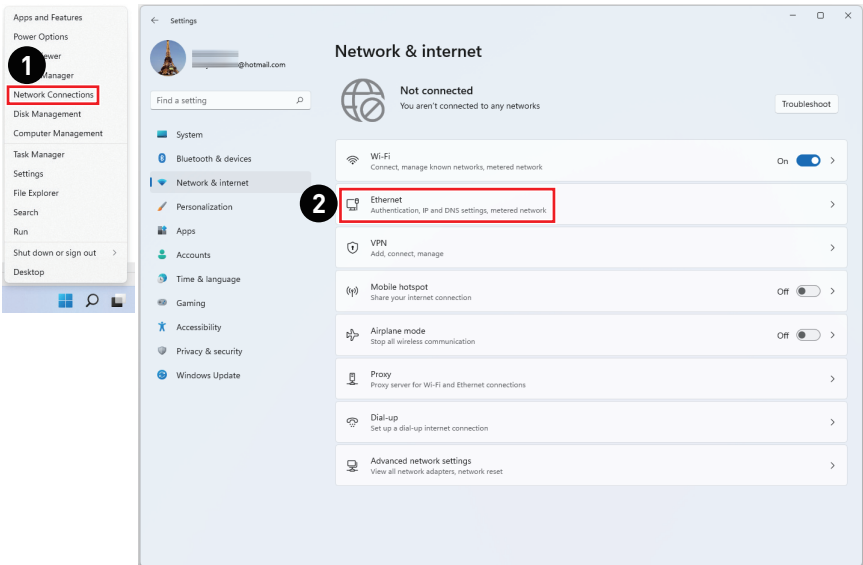 Apps and Features
Power Options
ewer
1
Manager
Network Connections
Disk Management
Computer Management
Task Manager
Settings
File Explorer
Search
Run
Shut down or sign out
Desktop
Settings
@hotmail.com
Find a setting
System
Bluetooth & devices
Network & internet
Personalization
Apps
Accounts
Time & language
Gaming
Accessibility
Privacy & security
Windows Update
Network & internet
Not connected
You aren't connected to any networks
Troubleshoot
Wi-Fi
Connect, manage known networks, metered network
On
2
Ethernet
Authentication, IP and DNS settings, metered network
VPN
Add, connect, manage
Mobile hotspot
Share your internet connection
Off
Airplane mode
Stop all wireless communication
Off
Proxy
Proxy server for Wi-Fi and Ethernet connections
Dial-up
Set up a dial-up internet connection
Advanced network settings
View all network adapters, network reset